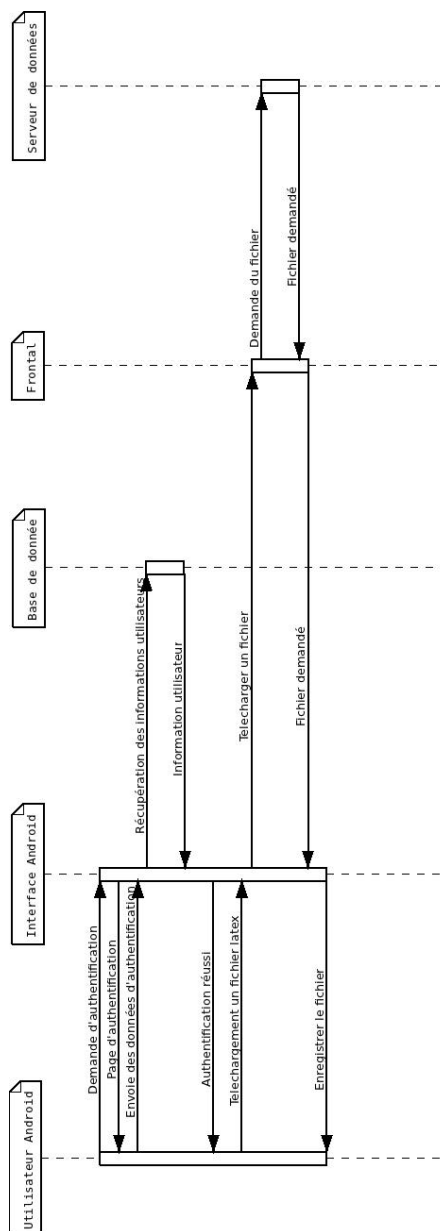 Utilisateur Android
Interface Android
Base de donnée
Frontal
Serveur de données
Demande d'authentification
Page d'authentification
Envoie des données d'authentification
Récupération des informations utilisateurs
Information utilisateur
Authentification réussi
Telechargement un fichier latex
Telecharger un fichier
Demande du fichier
Fichier demandé
Fichier demandé
Enregistrer le fichier